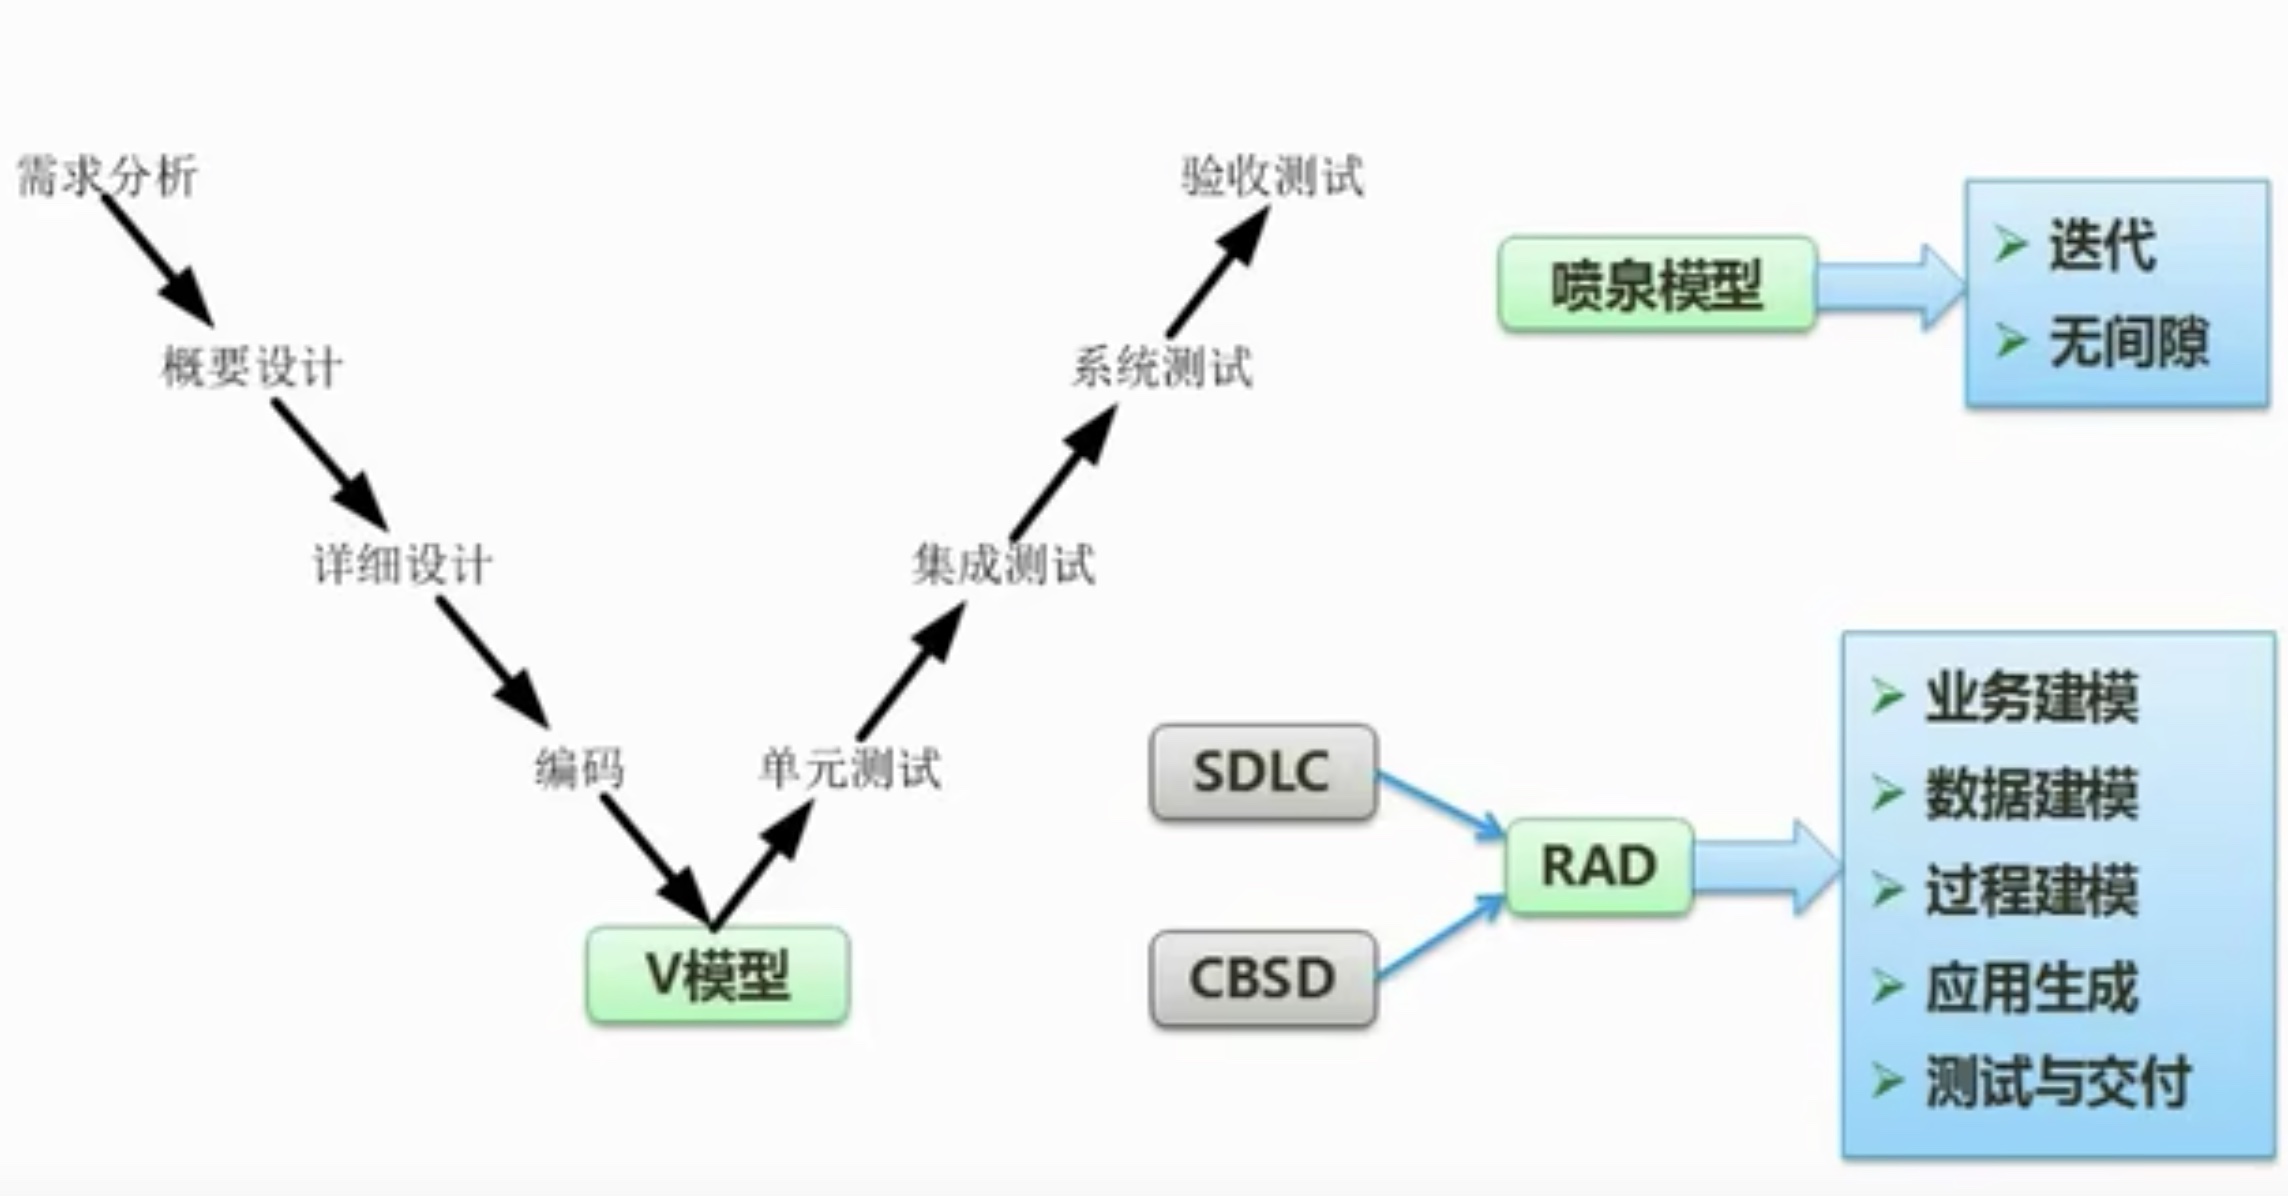 需求分析
概要设计
详细设计
编码
V模型
单元测试
集成测试
系统测试
验收测试
喷泉模型
迭代
无间隙
SDLC
CBSD
RAD
业务建模
数据建模
过程建模
应用生成
测试与交付